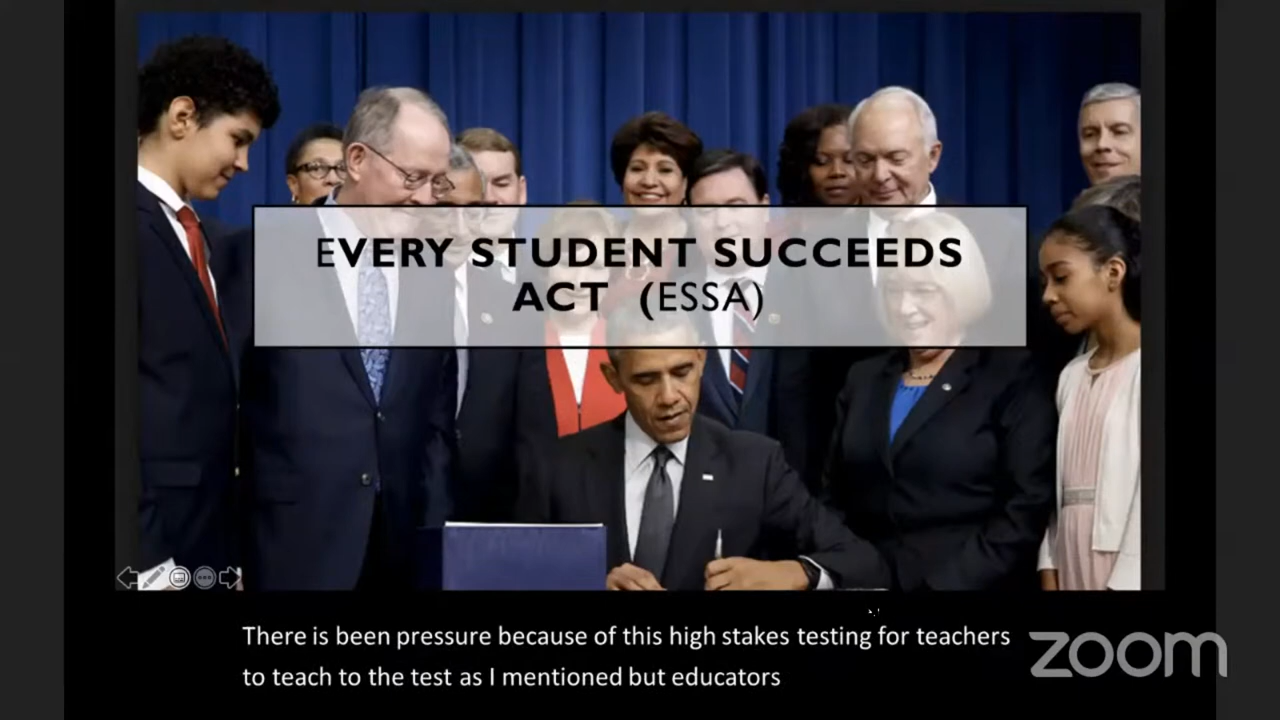 EVERY STUDENT SUCCEEDS
ACT (ESSA)
There is been pressure because of this high stakes testing for teachers
to teach to the test as I mentioned but educators
zoom